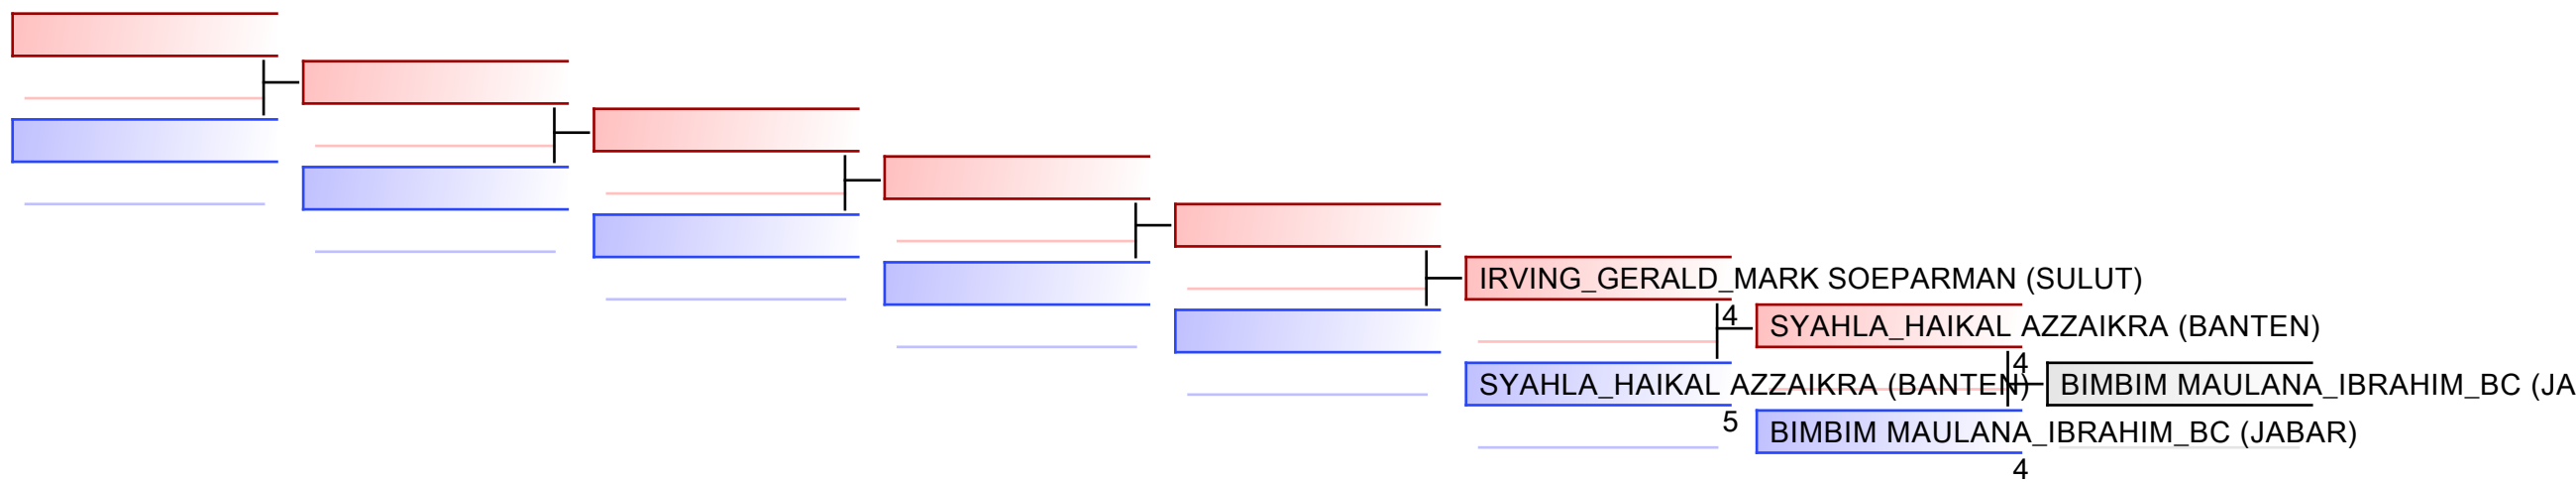 IRVING_GERALD_MARK SOEPARMAN (SULUT)
4
SYAHLA_HAIKAL AZZAIKRA (BANTEN)
4
SYAHLA_HAIKAL AZZAIKRA (BANTEN)
BIMBIM MAULANA_IBRAHIM_BC (JA
5
BIMBIM MAULANA_IBRAHIM_BC (JABAR)
4